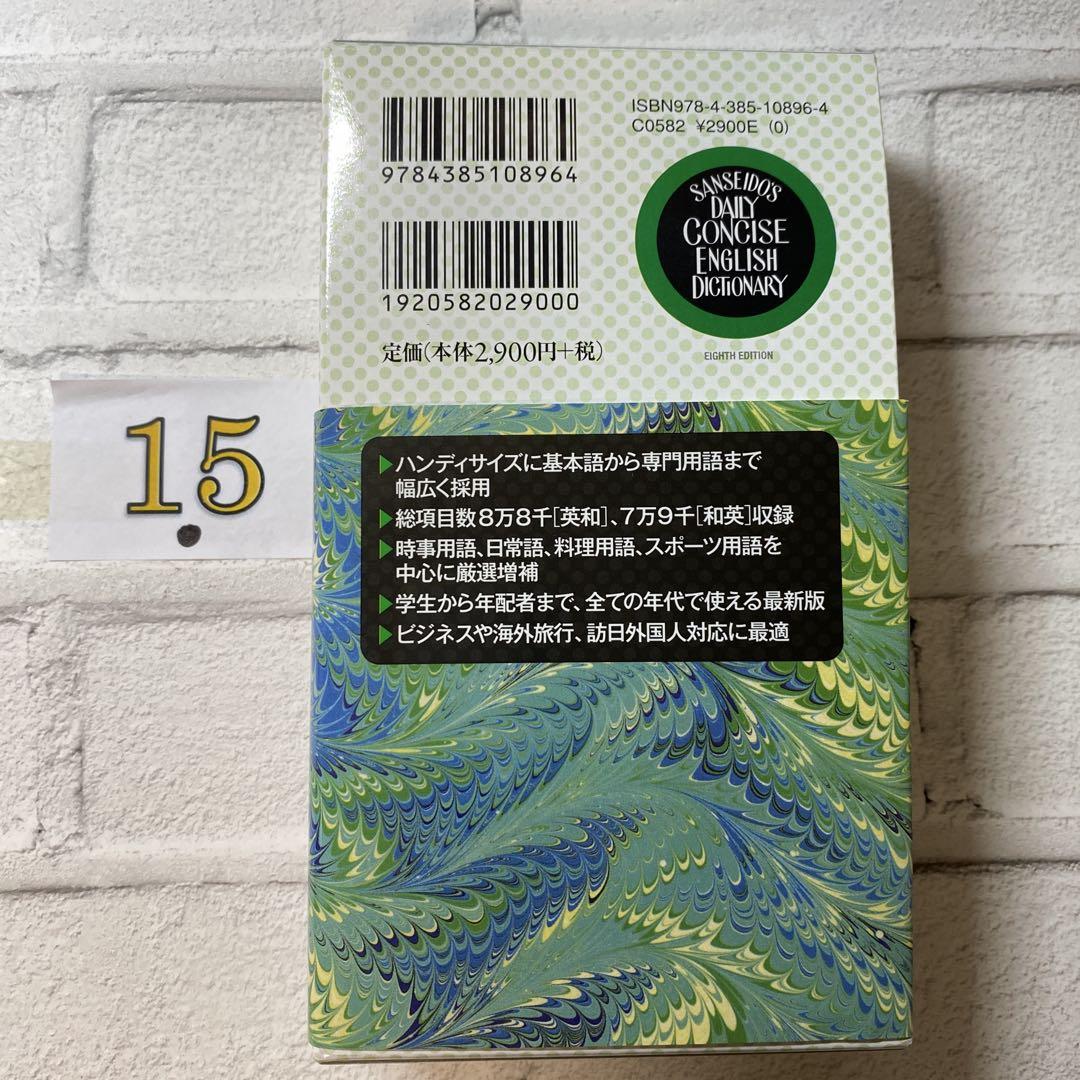 ISBN978-4-385-10896-4
C0582 ¥2900E (0)
9784385108964
SANSEIDO'S
DAILY
CONCISE
ENGLISH
DICTIONARY
1920582029000
定価(本体2,900円+税)
EIGHTH EDITION
15
▶ハンディサイズに基本語から専門用語まで
幅広く採用
▶総項目数8万8千[英和]、7万9千[和英]収録
▶時事用語、日常語、料理用語、スポーツ用語を
中心に厳選増補
▶学生から年配者まで、全ての年代で使える最新版
▶ビジネスや海外旅行、訪日外国人対応に最適